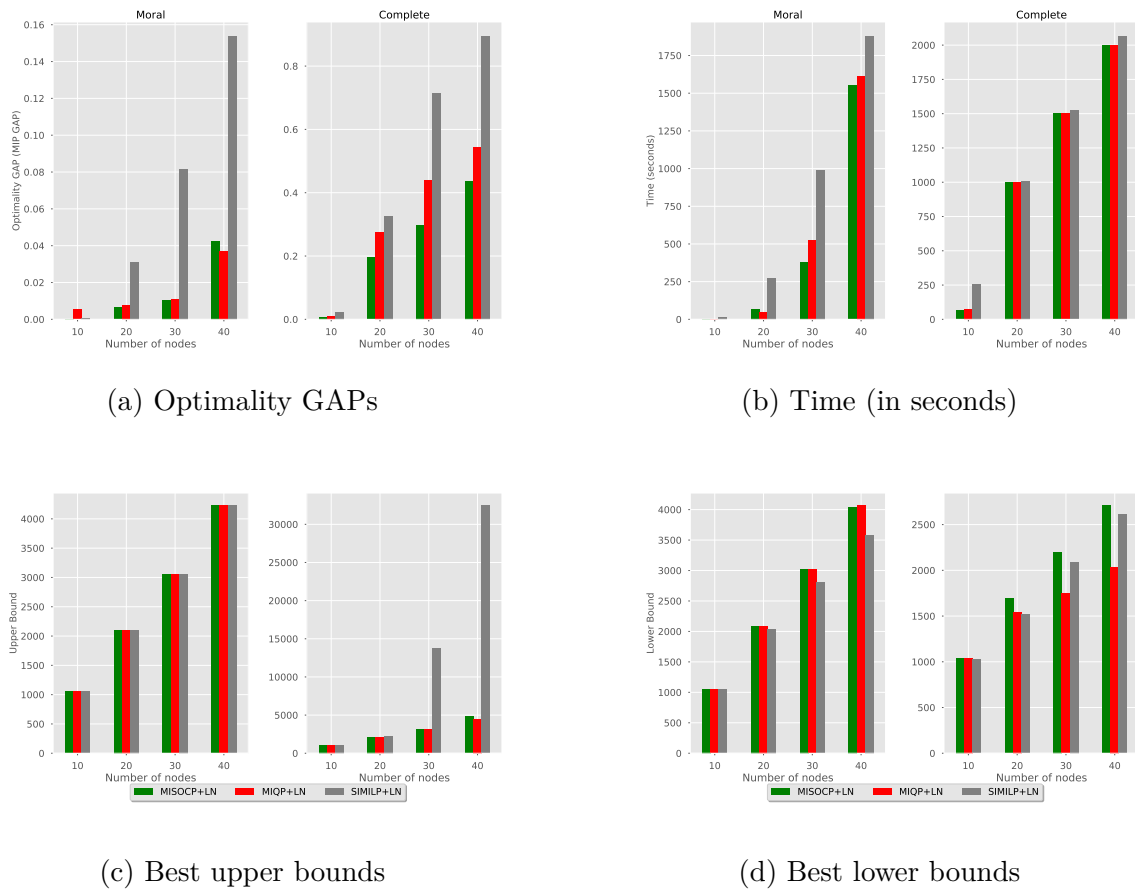 Moral
Complete
Optimality GAP (MIP GAP)
0.16
0.14
0.12
0.10
0.08
0.06
0.04
0.02
0.00
10 20 30 40
Number of nodes
0.8
0.6
0.4
0.2
0.0
10 20 30 40
Number of nodes
(a) Optimality GAPs
Moral
Complete
Time (seconds)
1750
1500
1250
1000
750
500
250
0
10 20 30 40
Number of nodes
2000
1750
1500
1250
1000
750
500
250
0
10 20 30 40
Number of nodes
(b) Time (in seconds)
Upper Bound
4000
3500
3000
2500
2000
1500
1000
500
0
10 20 30 40
Number of nodes
30000
25000
20000
15000
10000
5000
0
10 20 30 40
Number of nodes
MISOCP+LN MIQP+LN SIMILP+LN
(c) Best upper bounds
Lower Bound
4000
3500
3000
2500
2000
1500
1000
500
0
10 20 30 40
Number of nodes
2500
2000
1500
1000
500
0
10 20 30 40
Number of nodes
MISOCP+LN MIQP+LN SIMILP+LN
(d) Best lower bounds